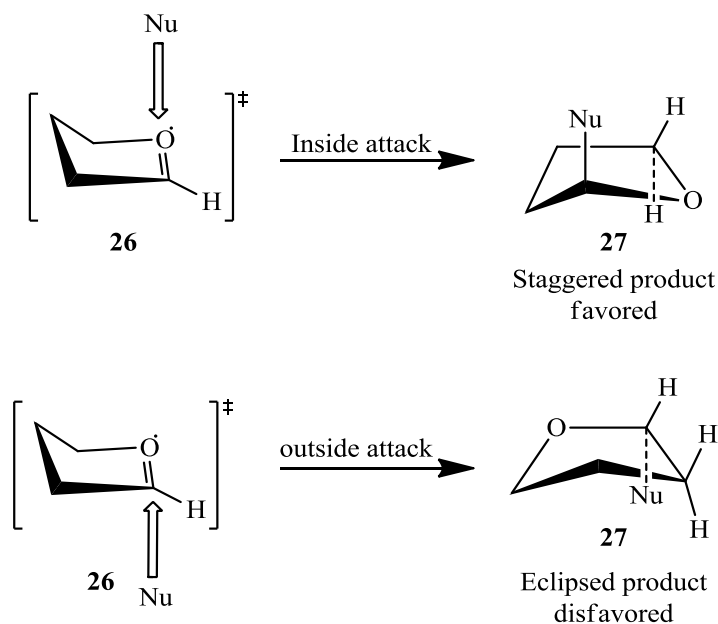 Nu
‡
O
H
26
Inside attack
Nu
H
H
O
27
Staggered product
favored
‡
O
H
26
Nu
outside attack
O
H
H
Nu
H
27
Eclipsed product
disfavored